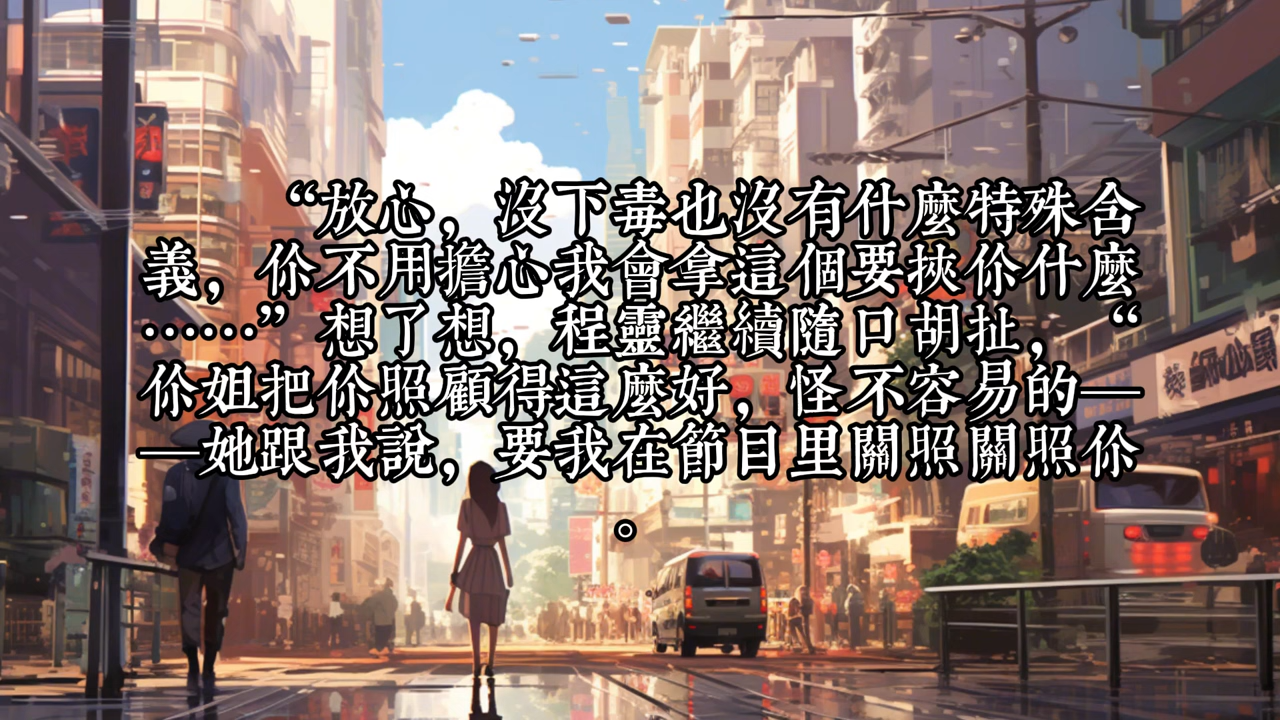 “放心，沒下毒也沒有什麼特殊含
義，你不用擔心我會拿這個要挾你什麼
……”想了想，程靈繼續隨口胡扯，“
你姐把你照顧得這麼好，怪不容易的—
—她跟我說，要我在節目里關照關照你
。